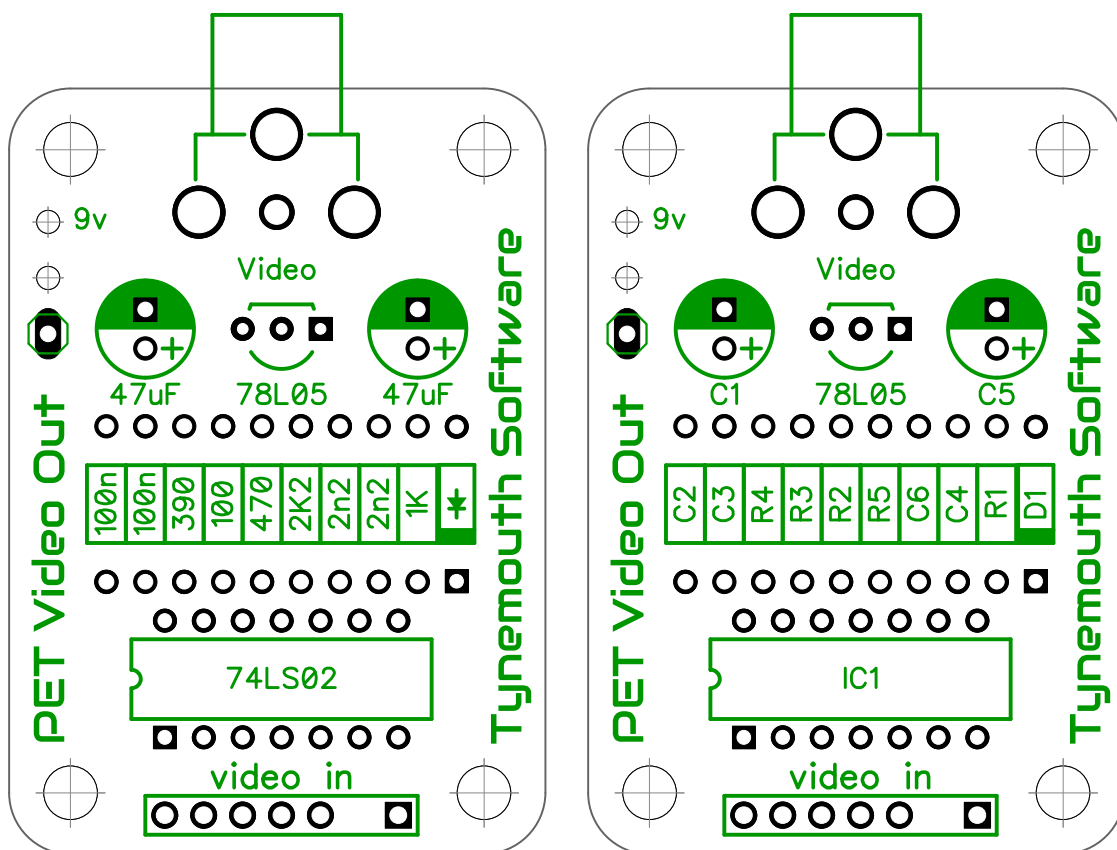 9v
Video
+
+
47uF
78L05
47uF
100n
100n
390
100
470
2K2
2n2
2n2
1K
74LS02
video in
PET Video Out
Tynemouth Software
9v
Video
+
+
C1
78L05
C5
C2
C3
R4
R3
R2
R5
C6
C4
R1
D1
IC1
video in
PET Video Out
Tynemouth Software